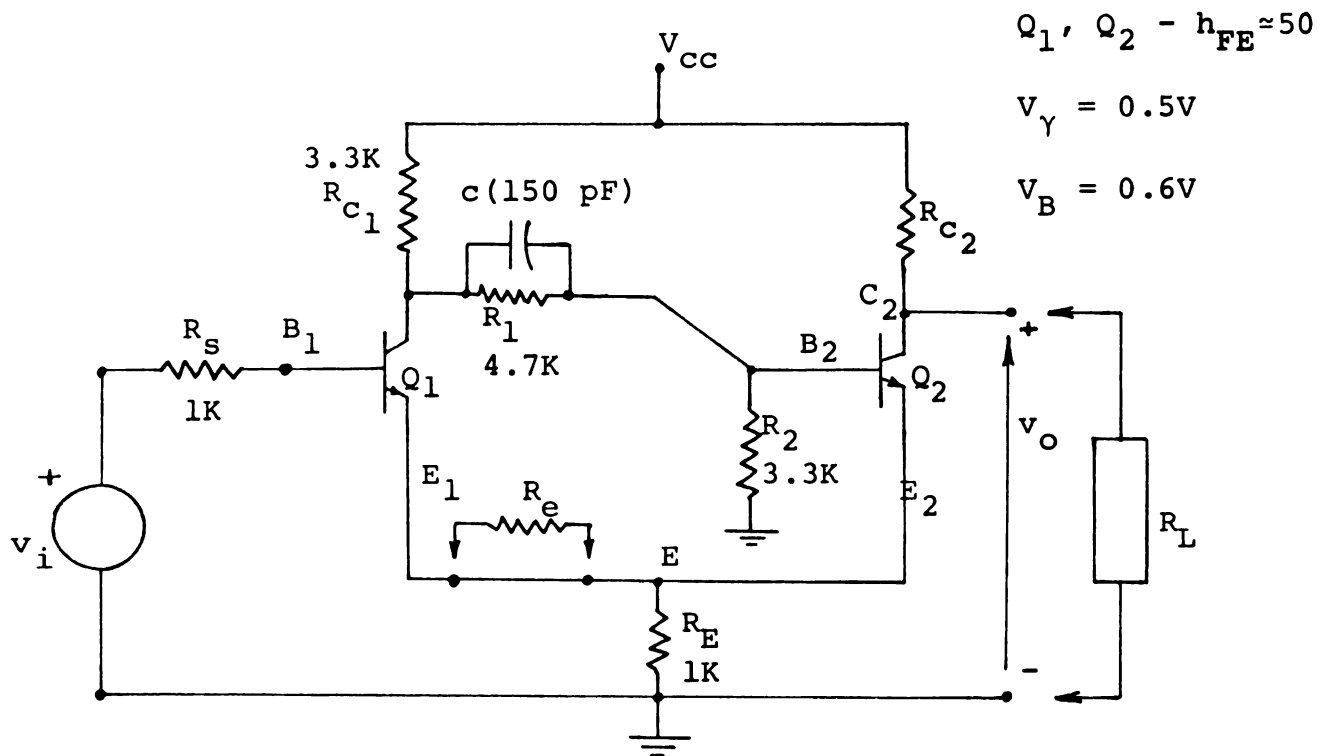 Q1, Q2 - hFE≃50
Vcc
Vγ = 0.5V
3.3K
Rc1
c(150 pF)
VB = 0.6V
Rc2
C2
Rs
B1
R1
B2
+
1K
Q1
4.7K
Q2
R2
vo
+
E1
Re
3.3K
E2
vi
E
RL
RE
1K
-